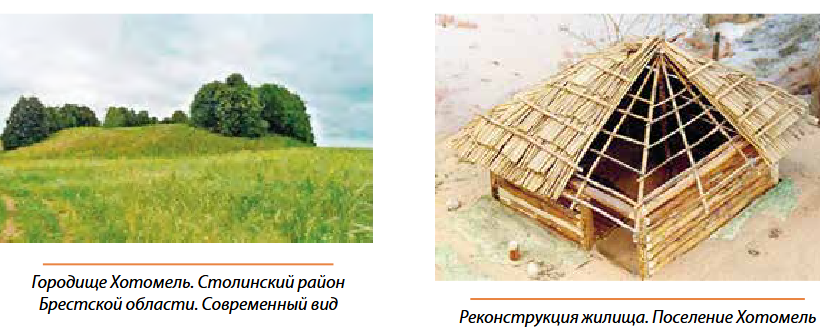 Городище Хотомель. Столинский район
Брестской области. Современный вид
Реконструкция жилища. Поселение Хотомель